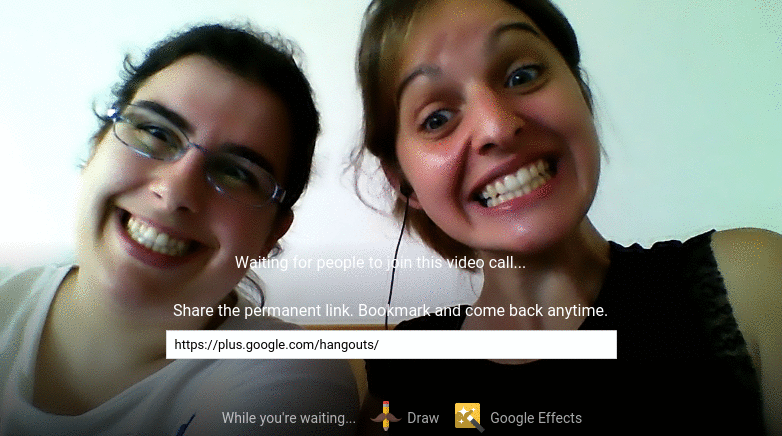 Waiting for people to join this video call...
Share the permanent link. Bookmark and come back anytime.
https://plus.google.com/hangouts/
While you're waiting... Draw Google Effects